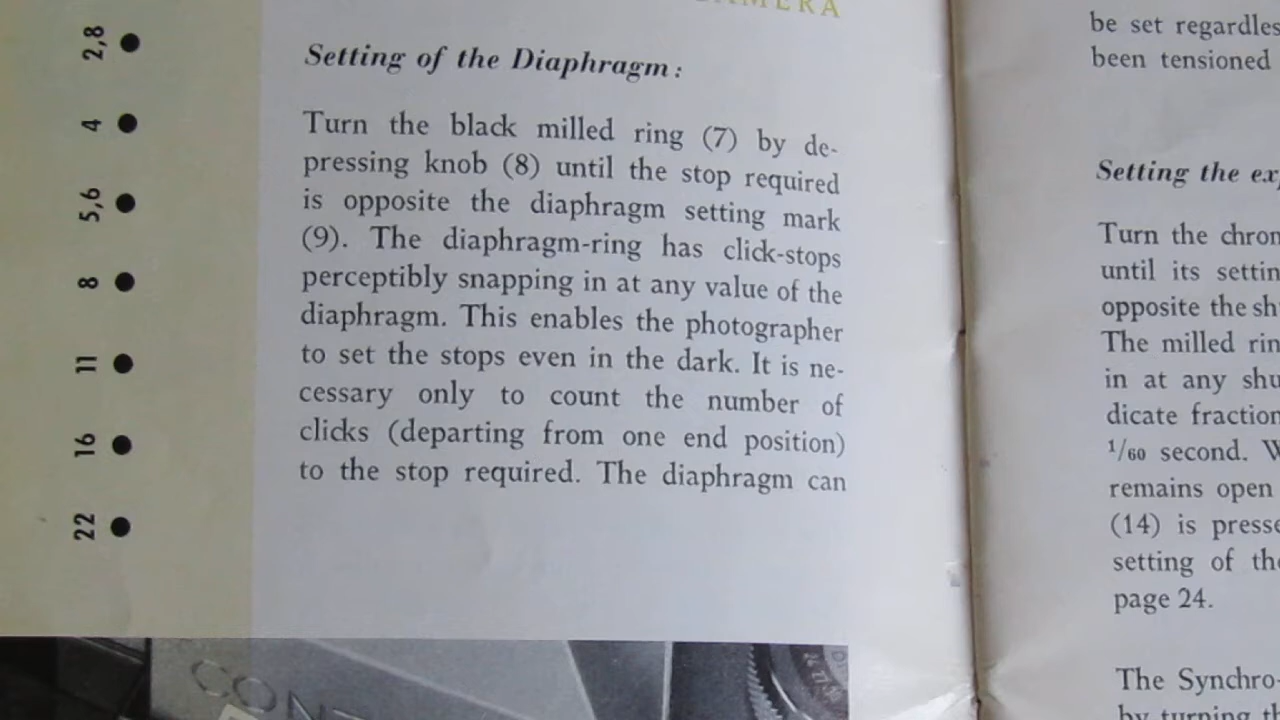 CAMERA
2,8
4
5,6
8
11
16
22
Setting of the Diaphragm:
Turn the black milled ring (7) by de-
pressing knob (8) until the stop required
is opposite the diaphragm setting mark
(9). The diaphragm-ring has click-stops
perceptibly snapping in at any value of the
diaphragm. This enables the photographer
to set the stops even in the dark. It is ne-
cessary only to count the number of
clicks (departing from one end position)
to the stop required. The diaphragm can
CONT
be set regardles
been tensioned
Setting the ex
Turn the chron
until its settin
opposite the sh
The milled rin
in at any shu
dicate fraction
1/60 second. W
remains open
(14) is presse
setting of the
page 24.
The Synchro-
by turning th